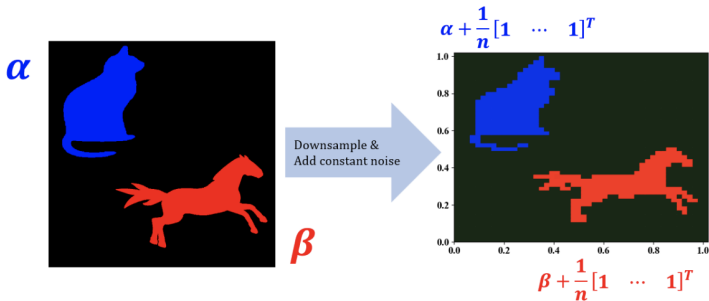 α
β
Downsample &
Add constant noise
α + 1/n [1 ⋯ 1]^T
1.0
0.8
0.6
0.4
0.2
0.0
0.0 0.2 0.4 0.6 0.8 1.0
β + 1/n [1 ⋯ 1]^T